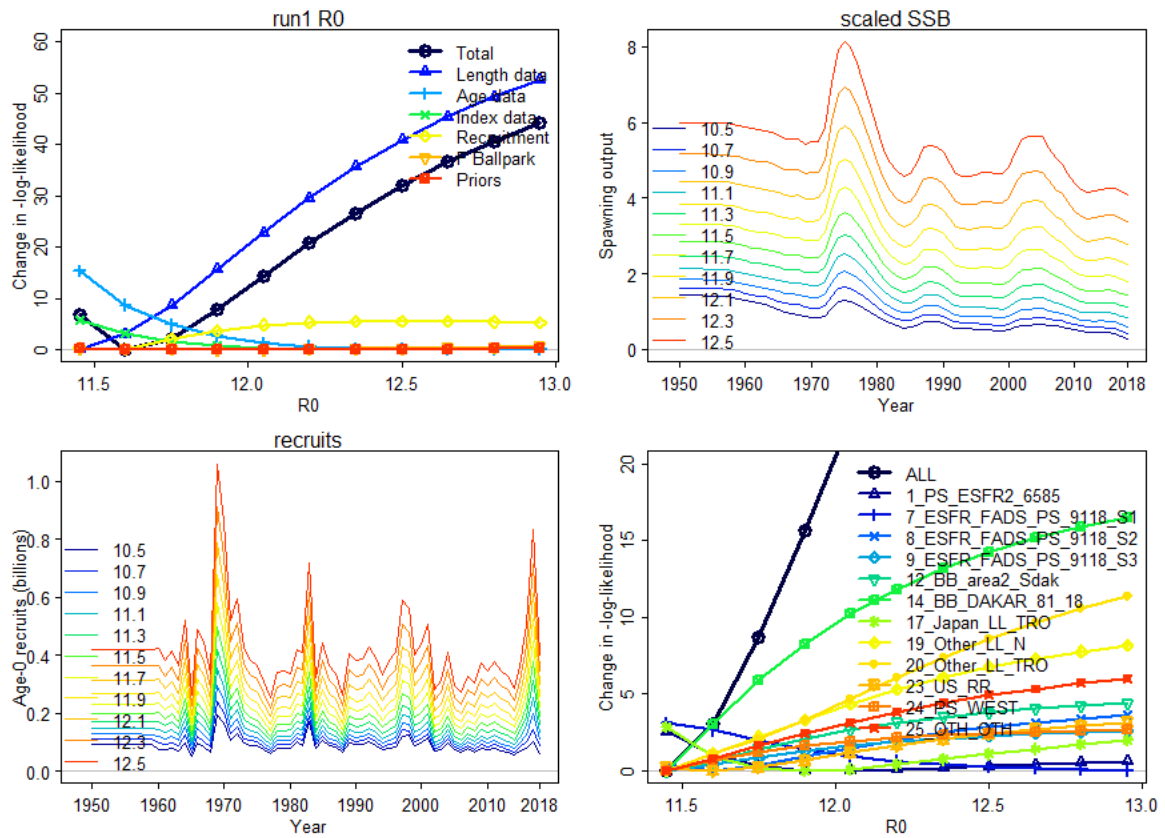 run1 R0
Change in -log-likelihood
60
50
40
30
20
10
0
Total
Length data
Age data
Index data
Recruitment
F Ballpark
Priors
11.5 12.0 12.5 13.0
R0
scaled SSB
Spawning output
8
6
4
2
0
10.5
10.7
10.9
11.1
11.3
11.5
11.7
11.9
12.1
12.3
12.5
1950 1960 1970 1980 1990 2000 2010 2018
Year
recruits
Age-0 recruits (billions)
1.0
0.8
0.6
0.4
0.2
0.0
10.5
10.7
10.9
11.1
11.3
11.5
11.7
11.9
12.1
12.3
12.5
1950 1960 1970 1980 1990 2000 2010 2018
Year
Change in -log-likelihood
20
15
10
5
0
ALL
1_PS_ESFR2_6585
7_ESFR_FADS_PS_9118_S1
8_ESFR_FADS_PS_9118_S2
9_ESFR_FADS_PS_9118_S3
12_BB_area2_Sdak
14_BB_DAKAR_81_18
17_Japan_LL_TRO
19_Other_LL_N
20_Other_LL_TRO
23_US_RR
24_PS_WEST
25_OTH_OTH
11.5 12.0 12.5 13.0
R0